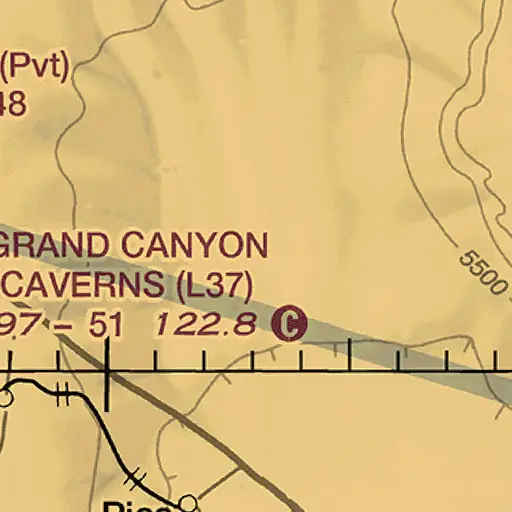 (Pvt)
48
GRAND CANYON
CAVERNS (L37)
97 - 51 122.8 C
5500